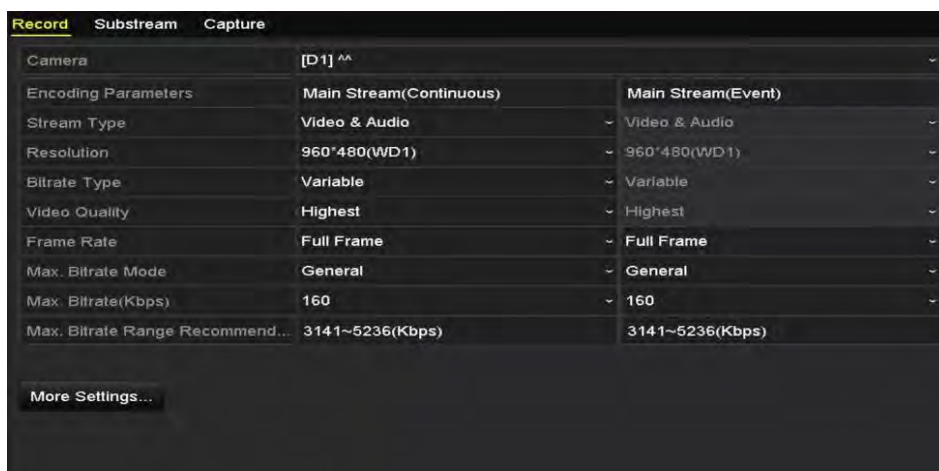 Record Substream Capture
Camera [D1] ^^
Encoding Parameters Main Stream(Continuous) Main Stream(Event)
Stream Type Video & Audio Video & Audio
Resolution 960*480(WD1) 960*480(WD1)
Bitrate Type Variable Variable
Video Quality Highest Highest
Frame Rate Full Frame Full Frame
Max. Bitrate Mode General General
Max. Bitrate(Kbps) 160 160
Max. Bitrate Range Recommend... 3141~5236(Kbps) 3141~5236(Kbps)
More Settings...